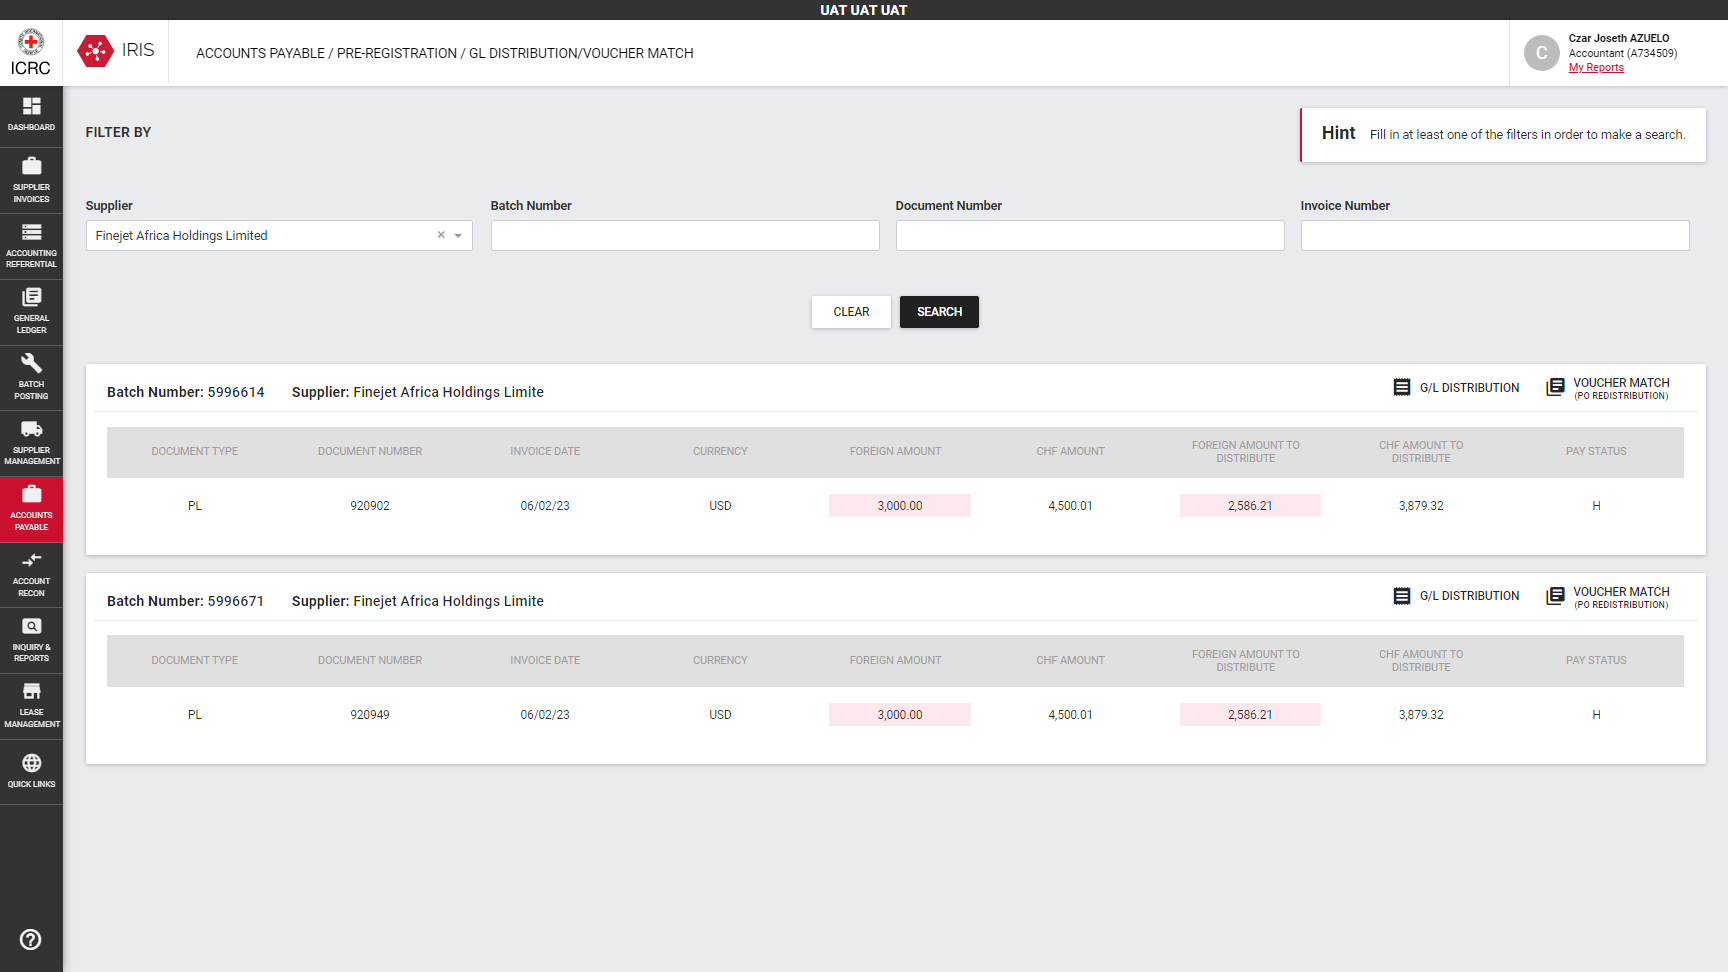 UAT UAT UAT
ICRC
IRIS
ACCOUNTS PAYABLE / PRE-REGISTRATION / GL DISTRIBUTION/VOUCHER MATCH
C
Czar Joseth AZUELO
Accountant (A734509)
My Reports
DASHBOARD
SUPPLIER
INVOICES
ACCOUNTING
REFERENTIAL
GENERAL
LEDGER
BATCH
POSTING
SUPPLIER
MANAGEMENT
ACCOUNTS
PAYABLE
ACCOUNT
RECON
INQUIRY &
REPORTS
LEASE
MANAGEMENT
QUICK LINKS
FILTER BY
Hint Fill in at least one of the filters in order to make a search.
Supplier Batch Number Document Number Invoice Number
Finejet Africa Holdings Limited
CLEAR SEARCH
Batch Number: 5996614 Supplier: Finejet Africa Holdings Limite G/L DISTRIBUTION VOUCHER MATCH
(PO REDISTRIBUTION)
DOCUMENT TYPE DOCUMENT NUMBER INVOICE DATE CURRENCY FOREIGN AMOUNT CHF AMOUNT FOREIGN AMOUNT TO DISTRIBUTE CHF AMOUNT TO DISTRIBUTE PAY STATUS
PL 920902 06/02/23 USD 3,000.00 4,500.01 2,586.21 3,879.32 H
Batch Number: 5996671 Supplier: Finejet Africa Holdings Limite G/L DISTRIBUTION VOUCHER MATCH
(PO REDISTRIBUTION)
DOCUMENT TYPE DOCUMENT NUMBER INVOICE DATE CURRENCY FOREIGN AMOUNT CHF AMOUNT FOREIGN AMOUNT TO DISTRIBUTE CHF AMOUNT TO DISTRIBUTE PAY STATUS
PL 920949 06/02/23 USD 3,000.00 4,500.01 2,586.21 3,879.32 H